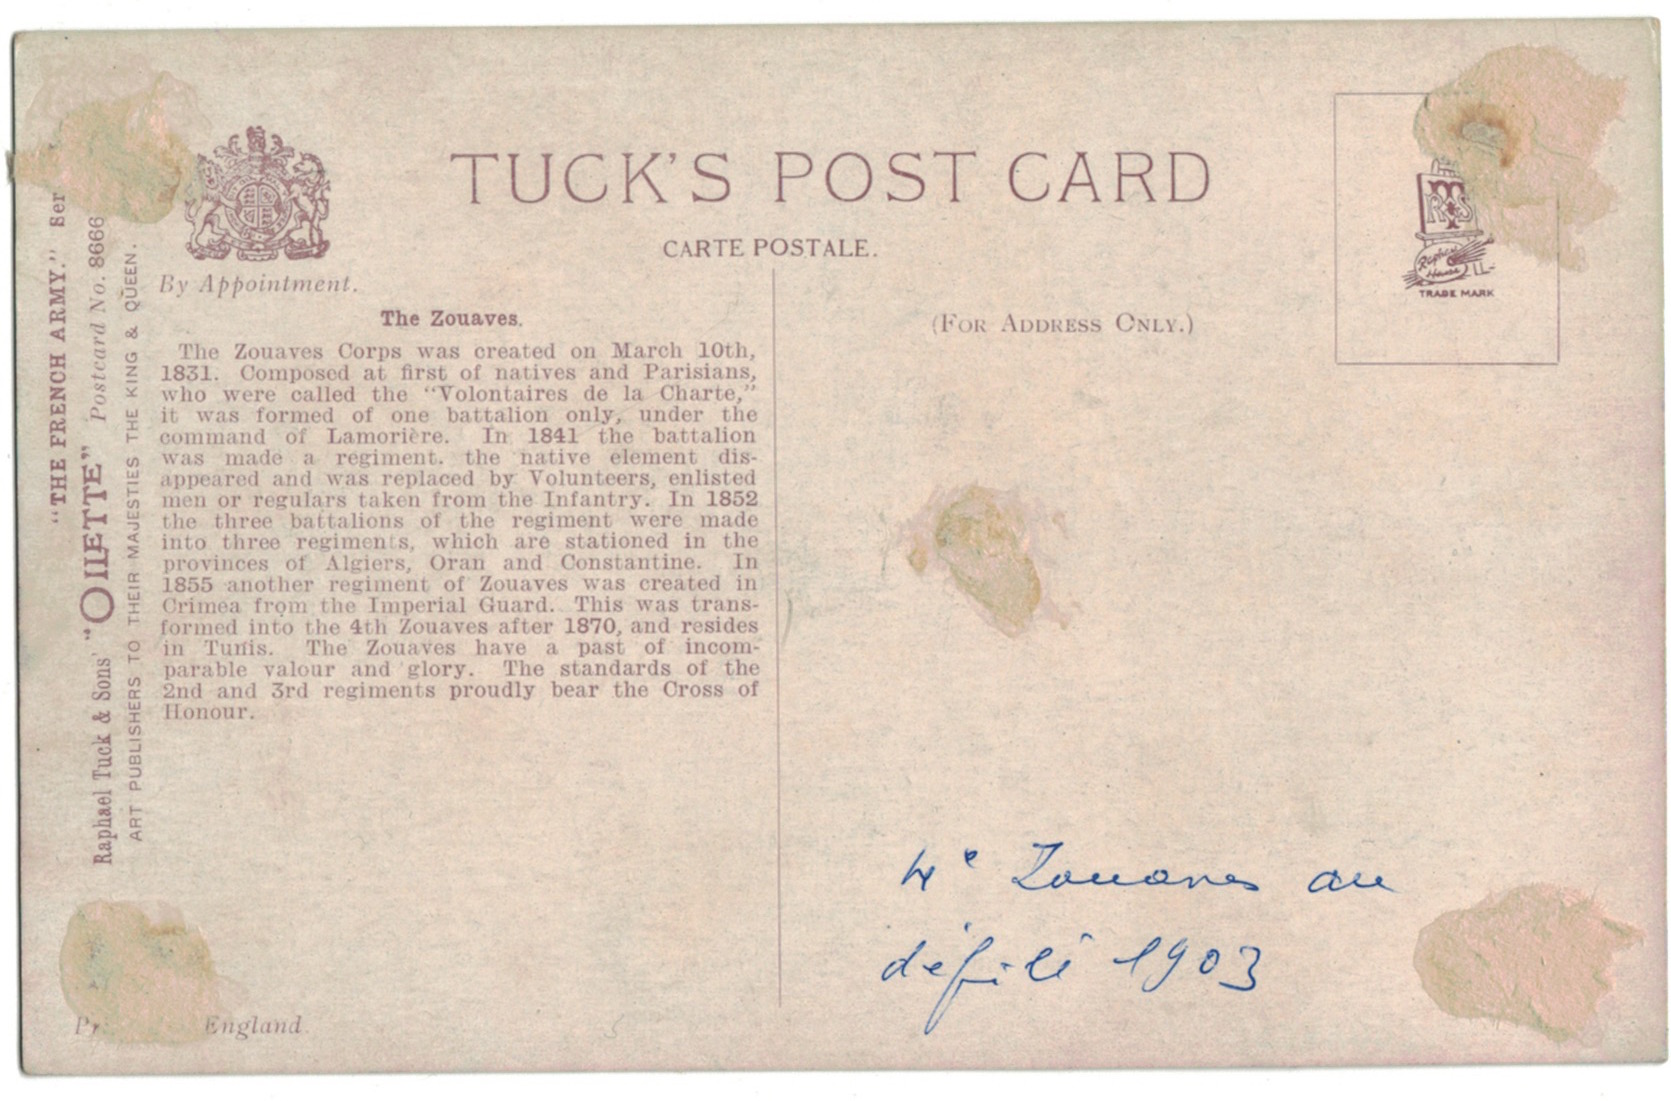 TUCK'S POST CARD
CARTE POSTALE.
By Appointment.
(FOR ADDRESS ONLY.)
RTS
Raphael
House
TRADE MARK
"THE FRENCH ARMY." Ser
Raphael Tuck & Sons' "OILETTE" Postcard No. 8666
ART PUBLISHERS TO THEIR MAJESTIES THE KING & QUEEN.
The Zouaves.
The Zouaves Corps was created on March 10th,
1831. Composed at first of natives and Parisians,
who were called the "Volontaires de la Charte,"
it was formed of one battalion only, under the
command of Lamorière. In 1841 the battalion
was made a regiment. the native element dis-
appeared and was replaced by Volunteers, enlisted
men or regulars taken from the Infantry. In 1852
the three battalions of the regiment were made
into three regiments, which are stationed in the
provinces of Algiers, Oran and Constantine. In
1855 another regiment of Zouaves was created in
Crimea from the Imperial Guard. This was trans-
formed into the 4th Zouaves after 1870, and resides
in Tunis. The Zouaves have a past of incom-
parable valour and glory. The standards of the
2nd and 3rd regiments proudly bear the Cross of
Honour.
4e Zouaves au
défilé 1903
England.